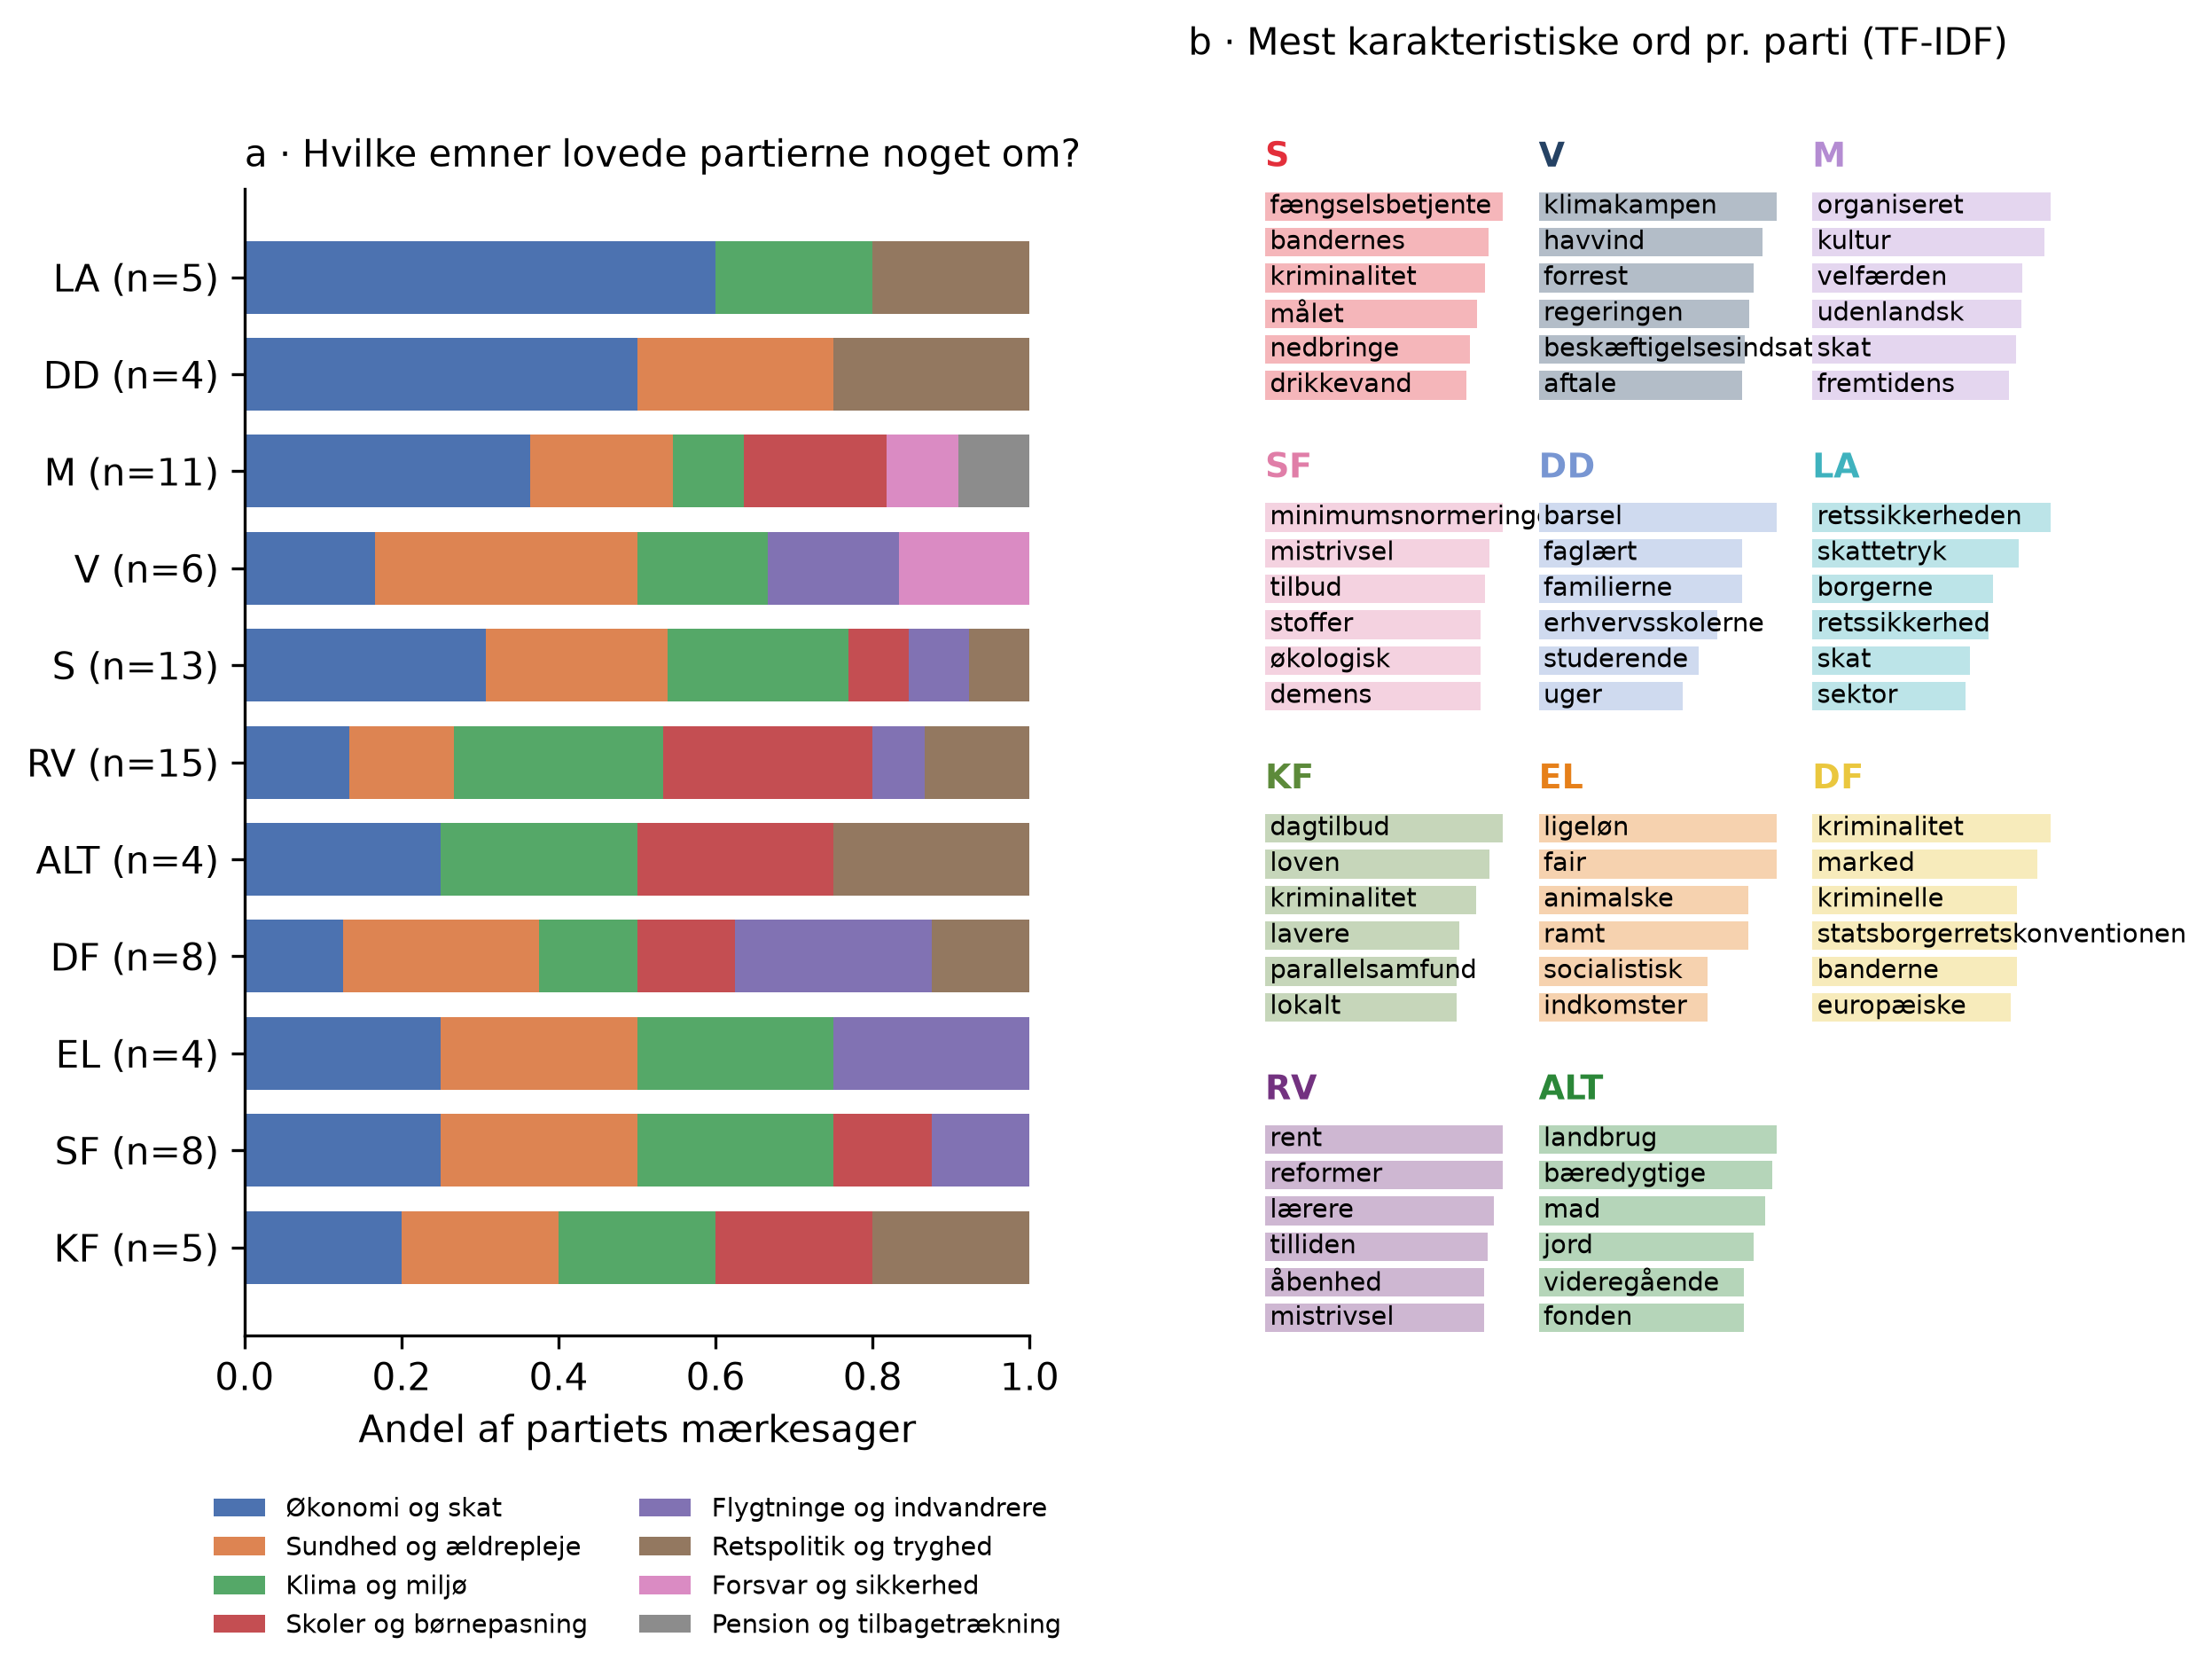 b · Mest karakteristiske ord pr. parti (TF-IDF)
a · Hvilke emner lovede partierne noget om?
LA (n=5)
DD (n=4)
M (n=11)
V (n=6)
S (n=13)
RV (n=15)
ALT (n=4)
DF (n=8)
EL (n=4)
SF (n=8)
KF (n=5)
0.0 0.2 0.4 0.6 0.8 1.0
Andel af partiets mærkesager
Økonomi og skat
Sundhed og ældrepleje
Klima og miljø
Skoler og børnepasning
Flygtninge og indvandrere
Retspolitik og tryghed
Forsvar og sikkerhed
Pension og tilbagetrækning
S
fængselsbetjente
bandernes
kriminalitet
målet
nedbringe
drikkevand
V
klimakampen
havvind
forrest
regeringen
beskæftigelsesindsat
aftale
M
organiseret
kultur
velfærden
udenlandsk
skat
fremtidens
SF
minimumsnormeringe
mistrivsel
tilbud
stoffer
økologisk
demens
DD
barsel
faglært
familierne
erhvervsskolerne
studerende
uger
LA
retssikkerheden
skattetryk
borgerne
retssikkerhed
skat
sektor
KF
dagtilbud
loven
kriminalitet
lavere
parallelsamfund
lokalt
EL
ligeløn
fair
animalske
ramt
socialistisk
indkomster
DF
kriminalitet
marked
kriminelle
statsborgerretskonventionen
banderne
europæiske
RV
rent
reformer
lærere
tilliden
åbenhed
mistrivsel
ALT
landbrug
bæredygtige
mad
jord
videregående
fonden